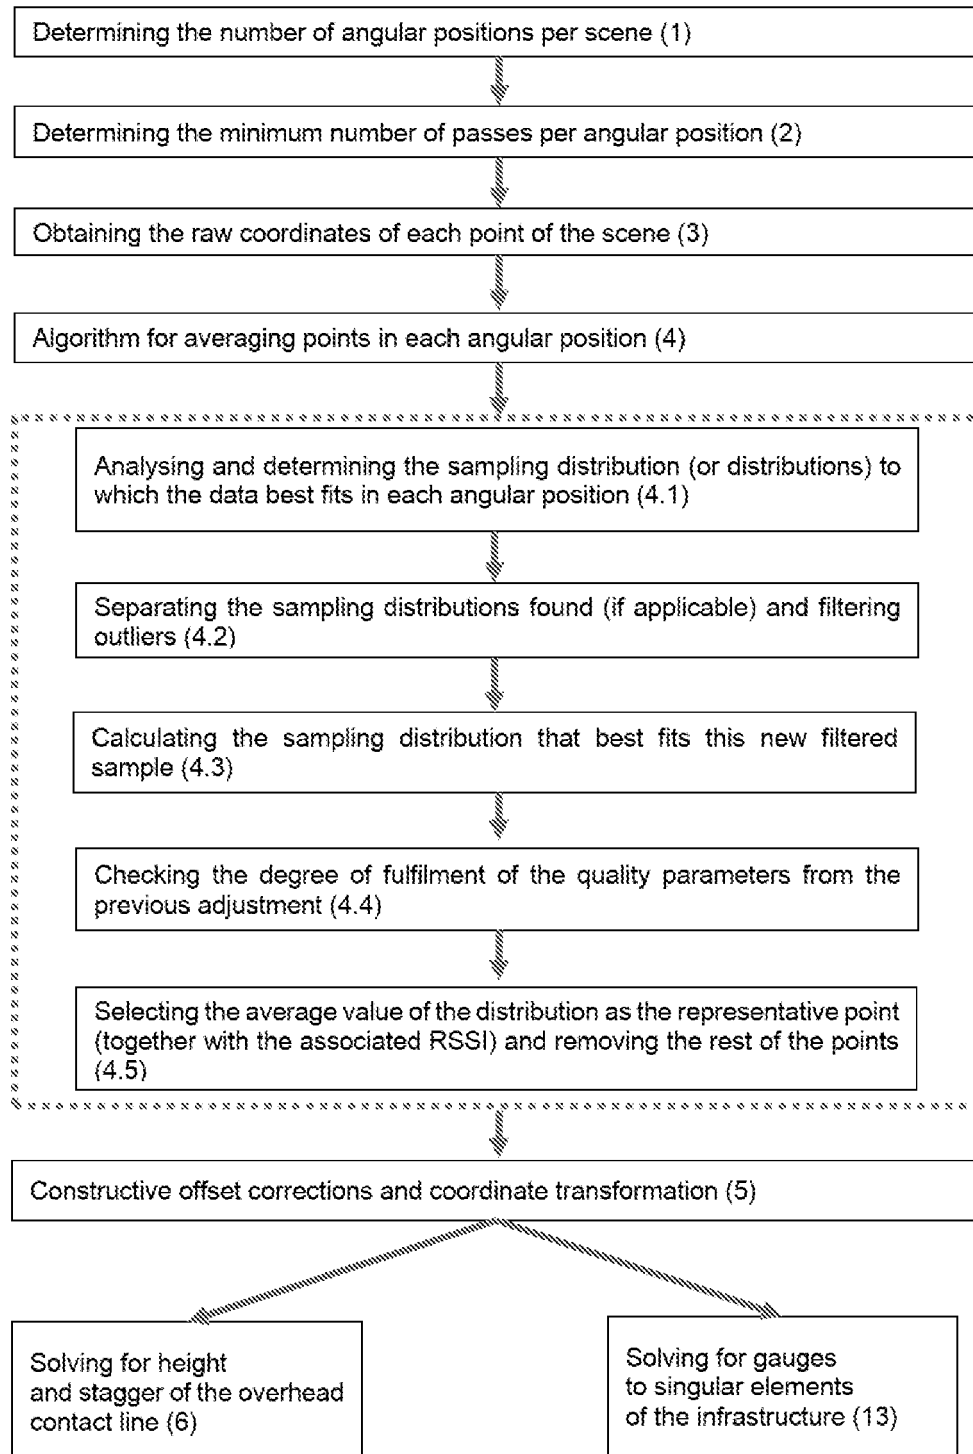 Determining the number of angular positions per scene (1)
Determining the minimum number of passes per angular position (2)
Obtaining the raw coordinates of each point of the scene (3)
Algorithm for averaging points in each angular position (4)
Analysing and determining the sampling distribution (or distributions) to
which the data best fits in each angular position (4.1)
Separating the sampling distributions found (if applicable) and filtering
outliers (4.2)
Calculating the sampling distribution that best fits this new filtered
sample (4.3)
Checking the degree of fulfilment of the quality parameters from the
previous adjustment (4.4)
Selecting the average value of the distribution as the representative point
(together with the associated RSSI) and removing the rest of the points
(4.5)
Constructive offset corrections and coordinate transformation (5)
Solving for height
and stagger of the overhead
contact line (6)
Solving for gauges
to singular elements
of the infrastructure (13)